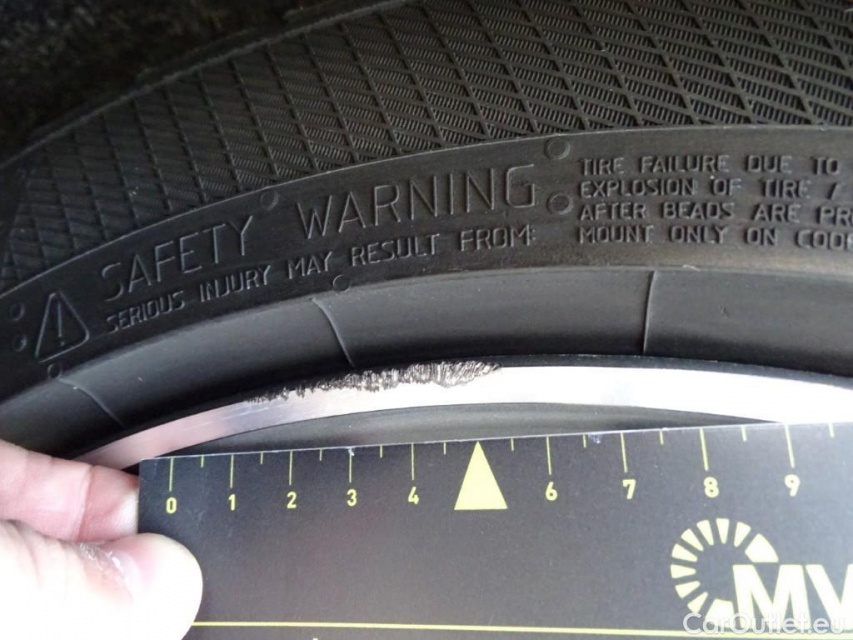 SAFETY WARNING
SERIOUS INJURY MAY RESULT FROM:
TIRE FAILURE DUE TO
EXPLOSION OF TIRE /
AFTER BEADS ARE
MOUNT ONLY ON
0 1 2 3 4 6 7 8 9
MV
CarOutlet.eu